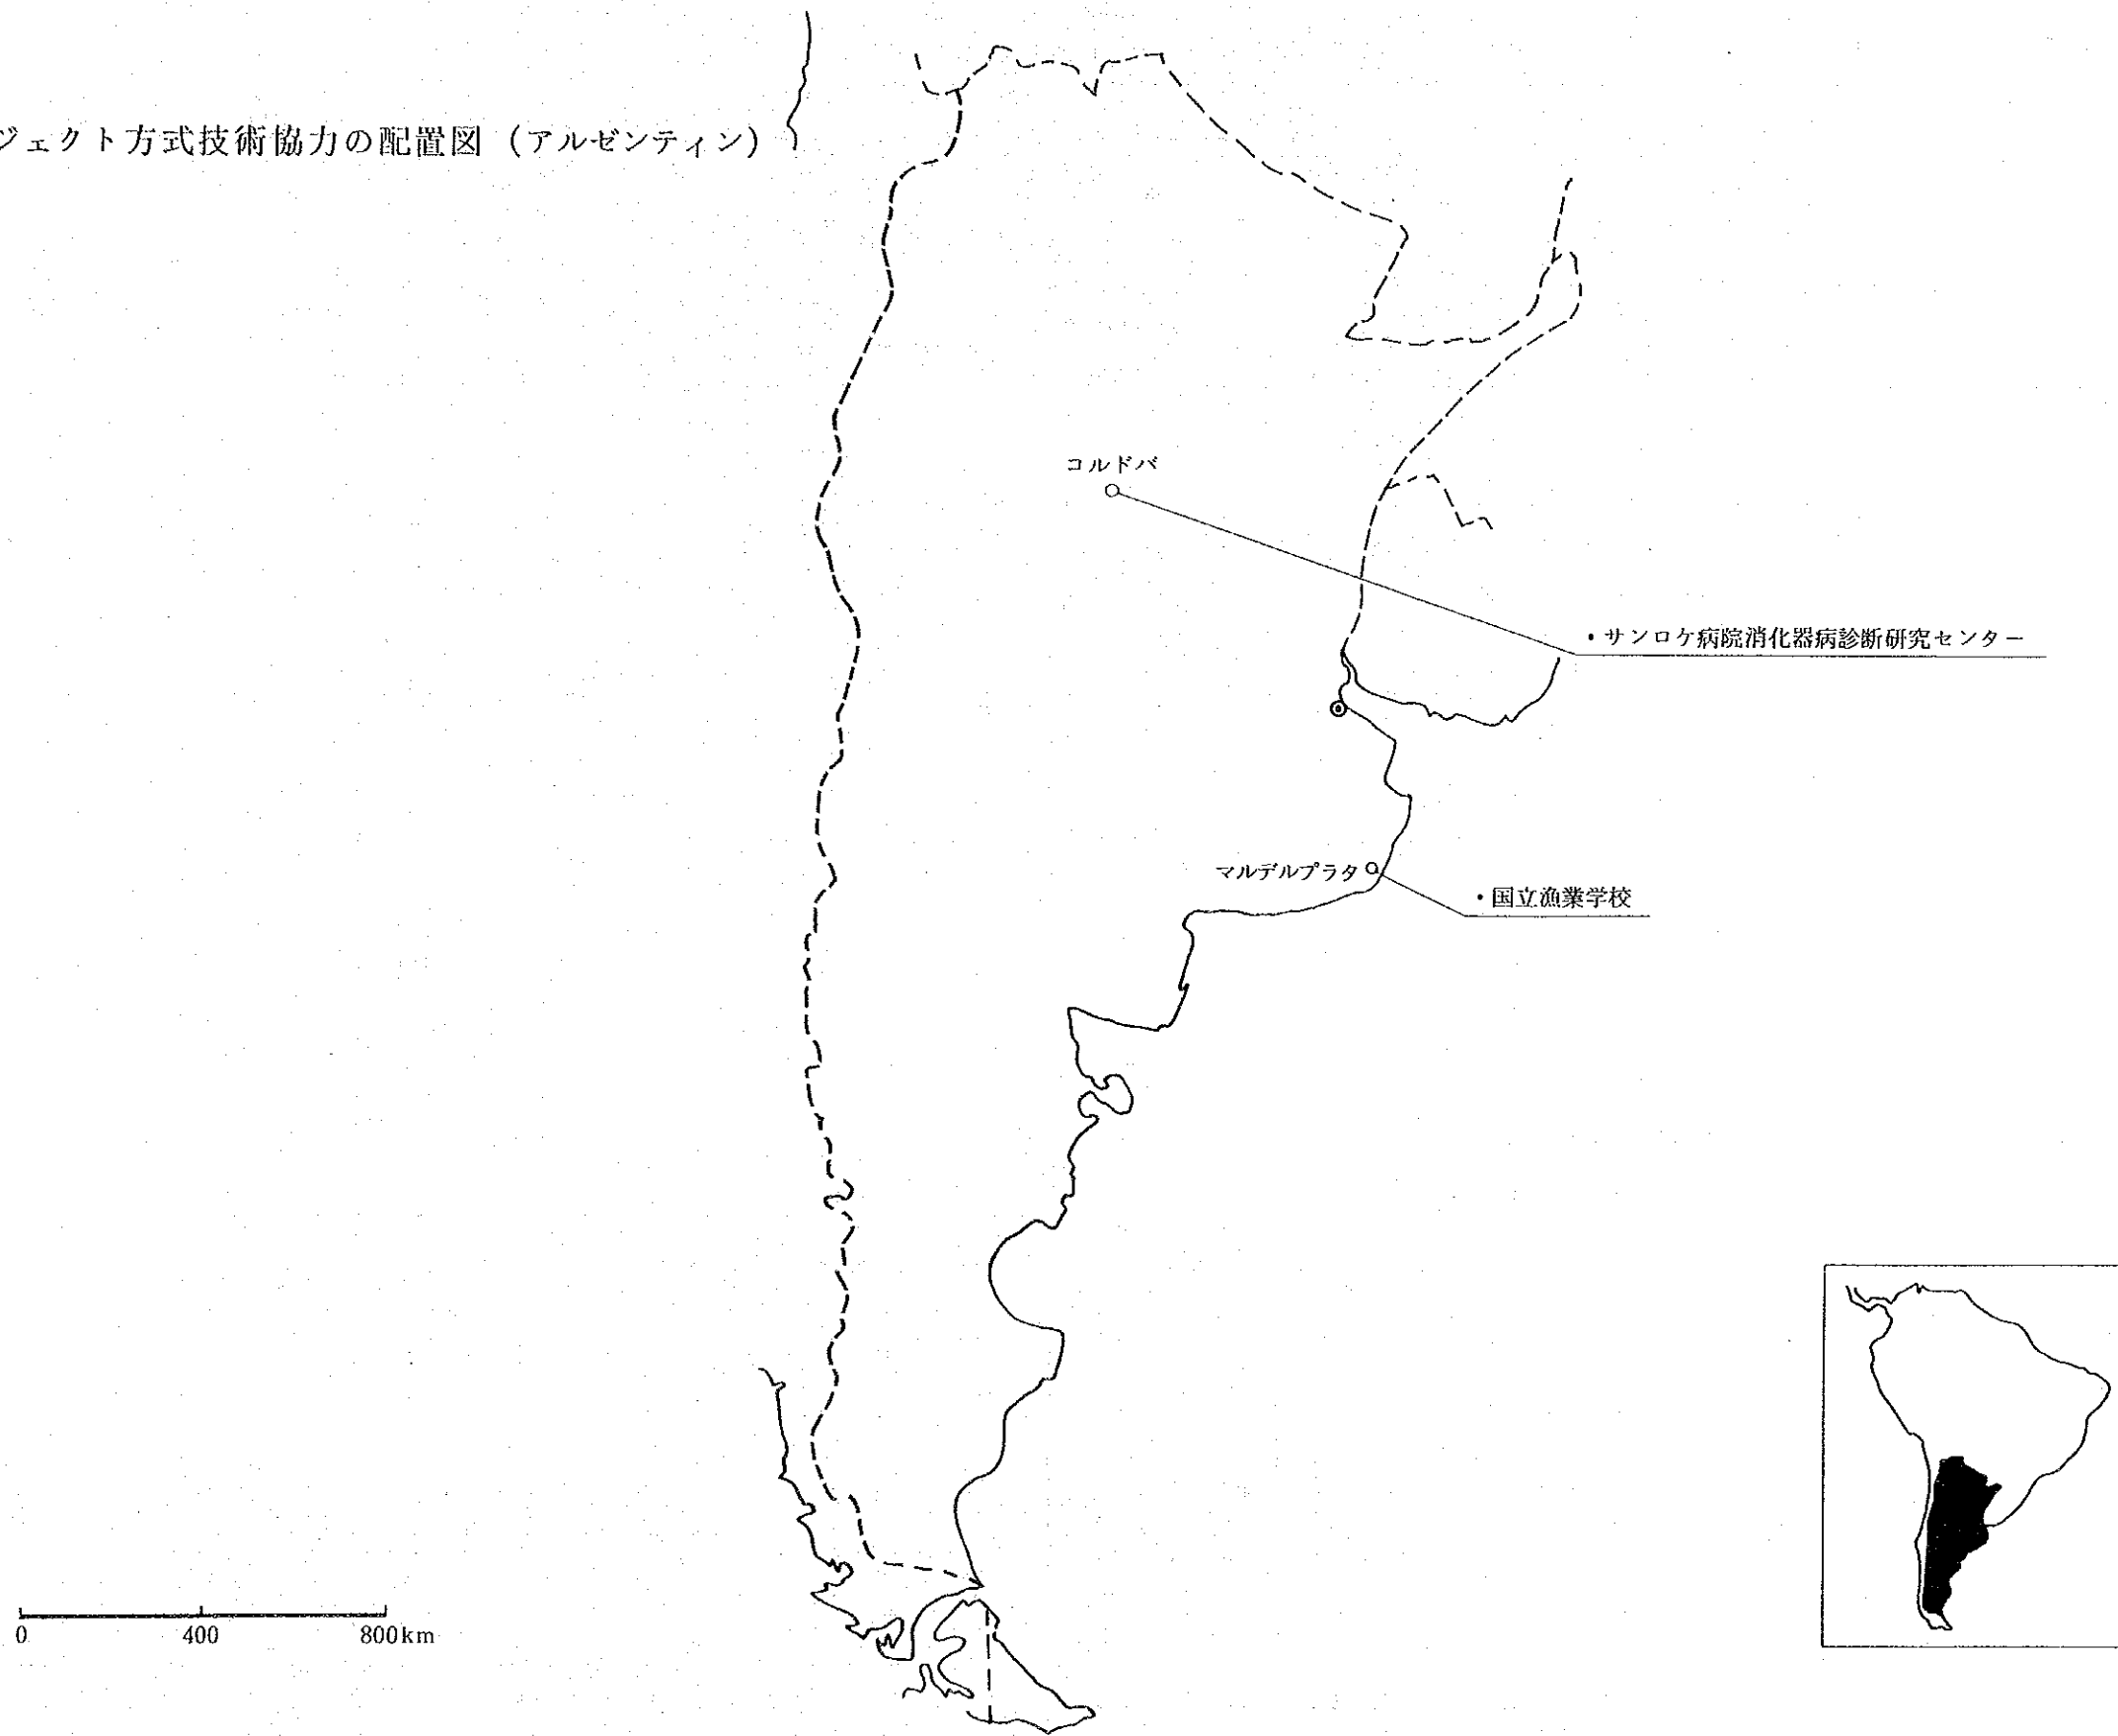 ジェクト方式技術協力の配置図（アルゼンティン）
コルドバ
・サンロケ病院消化器病診断研究センター
マルデルプラタ
・国立漁業学校
0 400 800km